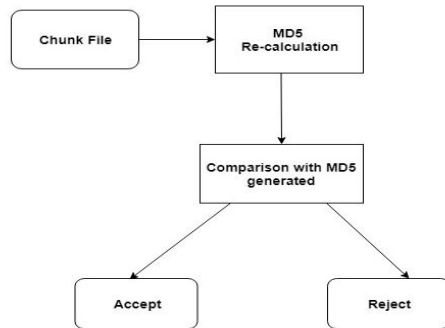 Chunk File
MD5
Re-calculation
Comparison with MD5
generated
Accept
Reject